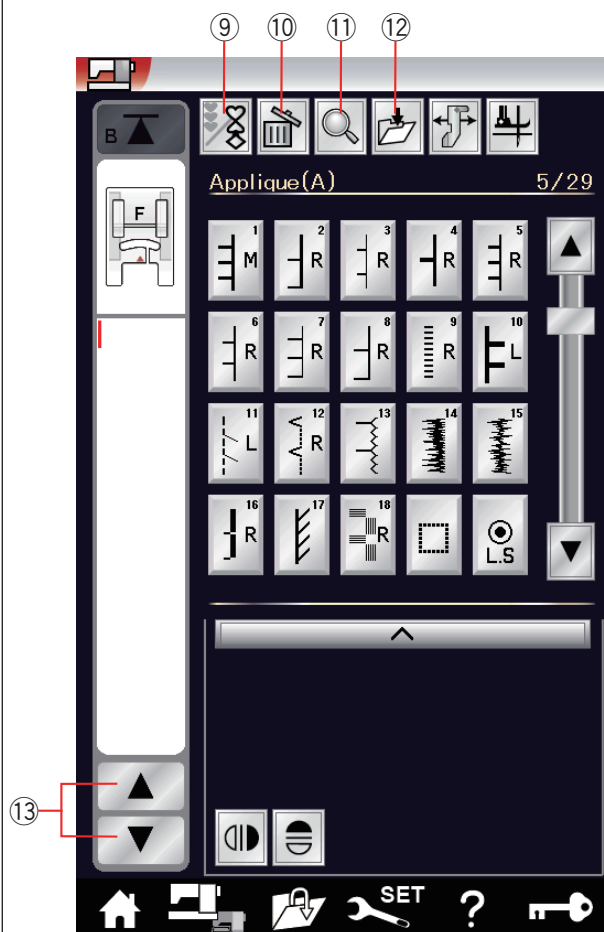 ⑨ ⑩ ⑪ ⑫
B
F
Applique(A) 5/29
1 M 2 R 3 R 4 R 5 R
6 R 7 R 8 R 9 R 10 L
11 L 12 R 13 14 15
16 R 17 18 R L.S
⑬
SET ?